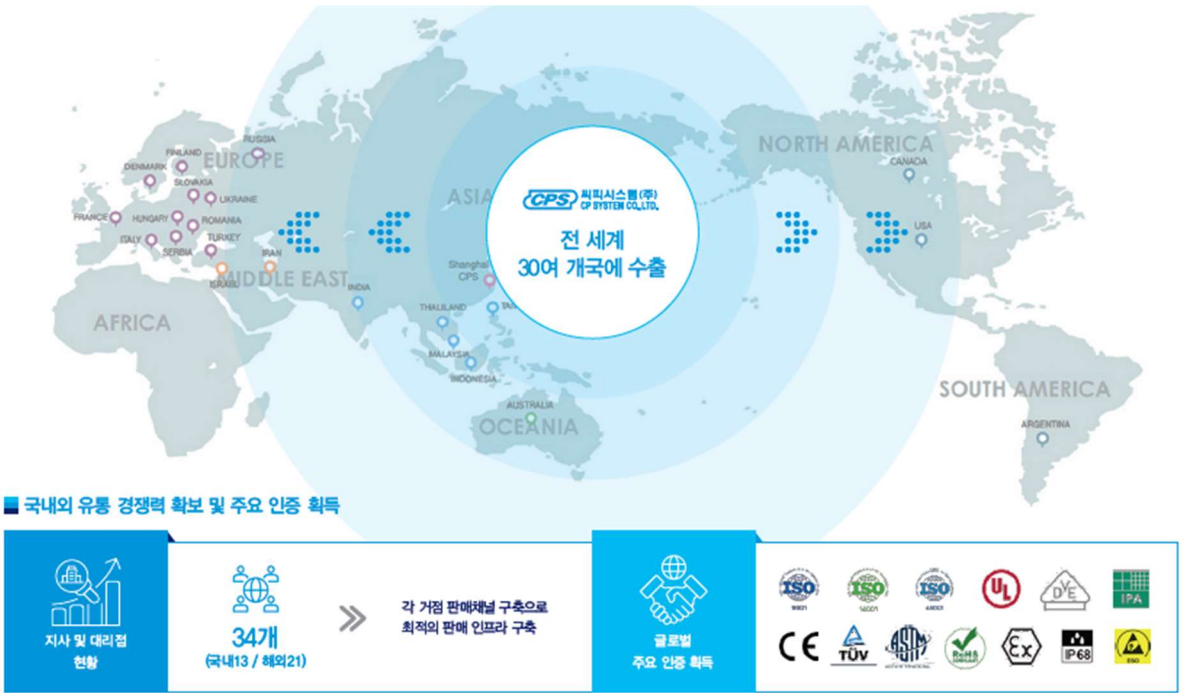 RUSSIA
FINLAND
EUROPE
DENMARK
SLOVAKIA
UKRAINE
FRANCE
HUNGARY
ROMANIA
ITALY
SERBIA
TURKEY
IRAN
ISRAEL
MIDDLE EAST
INDIA
AFRICA
ASIA
Shanghai
CPS
THALILAND
MALAYSIA
INDONESIA
AUSTRALIA
OCEANIA
CPS 씨피시스템(주)
CP SYSTEM CO.,LTD.
전 세계
30여 개국에 수출
NORTH AMERICA
CANADA
USA
SOUTH AMERICA
ARGENTINA
국내외 유통 경쟁력 확보 및 주요 인증 획득
지사 및 대리점
현황
34개
(국내13 / 해외21)
각 거점 판매채널 구축으로
최적의 판매 인프라 구축
글로벌
주요 인증 획득
ISO
ISO
14001
ISO
UL
DVE
IPA
CE
TÜV
ASTM
RoHS
Ex
IP68
ESD